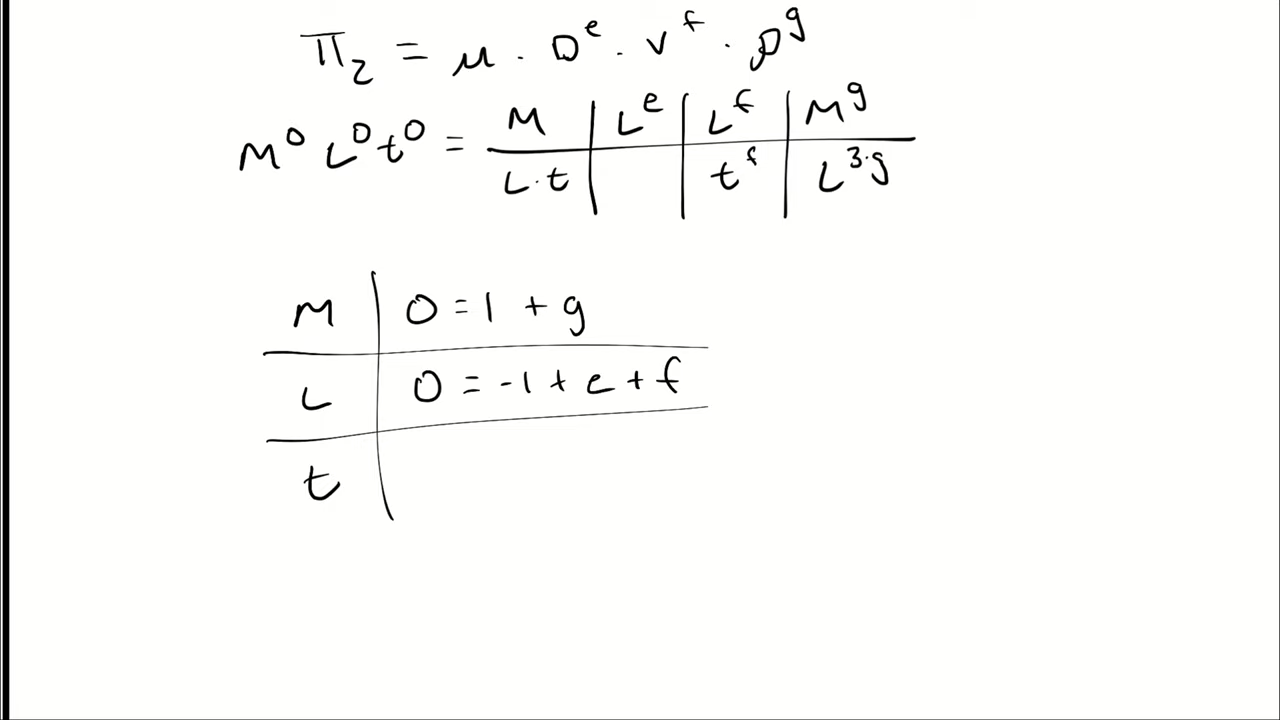 Π₂ = μ · D^e · V^f · ρ^g
M^0 L^0 t^0 = M | L^e | L^f | M^g
L·t | | t^f | L^3·g
M | 0 = 1 + g
L | 0 = -1 + e + f
t |